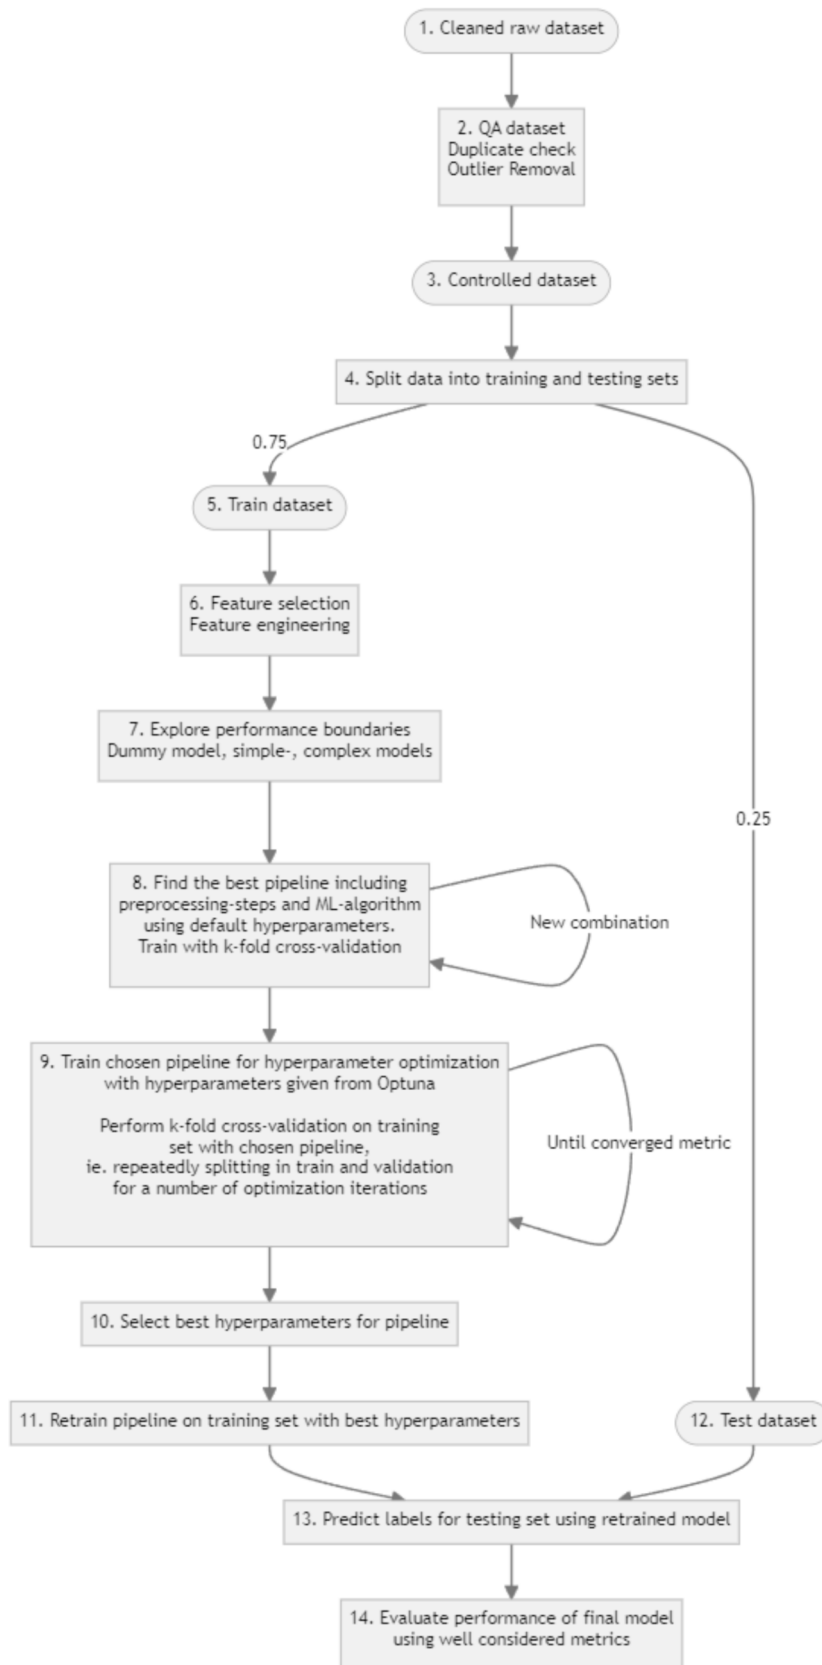 1. Cleaned raw dataset
2. QA dataset
Duplicate check
Outlier Removal
3. Controlled dataset
4. Split data into training and testing sets
0.75
5. Train dataset
6. Feature selection
Feature engineering
7. Explore performance boundaries
Dummy model, simple-, complex models
0.25
8. Find the best pipeline including
preprocessing-steps and ML-algorithm
using default hyperparameters.
Train with k-fold cross-validation
New combination
9. Train chosen pipeline for hyperparameter optimization
with hyperparameters given from Optuna
Perform k-fold cross-validation on training
set with chosen pipeline,
ie. repeatedly splitting in train and validation
for a number of optimization iterations
Until converged metric
10. Select best hyperparameters for pipeline
11. Retrain pipeline on training set with best hyperparameters
12. Test dataset
13. Predict labels for testing set using retrained model
14. Evaluate performance of final model
using well considered metrics